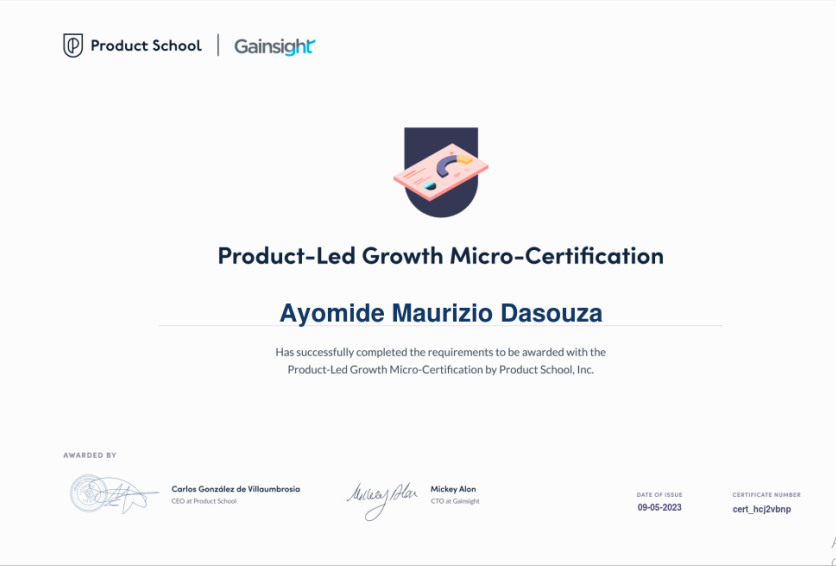 Product School | Gainsight
Product-Led Growth Micro-Certification
Ayomide Maurizio Dasouza
Has successfully completed the requirements to be awarded with the
Product-Led Growth Micro-Certification by Product School, Inc.
AWARDED BY
Carlos González de Villaumbrosia
CEO at Product School
Mickey Alon
Mickey Alon
CTO at Gainsight
DATE OF ISSUE
09-05-2023
CERTIFICATE NUMBER
cert_hcj2vbnp